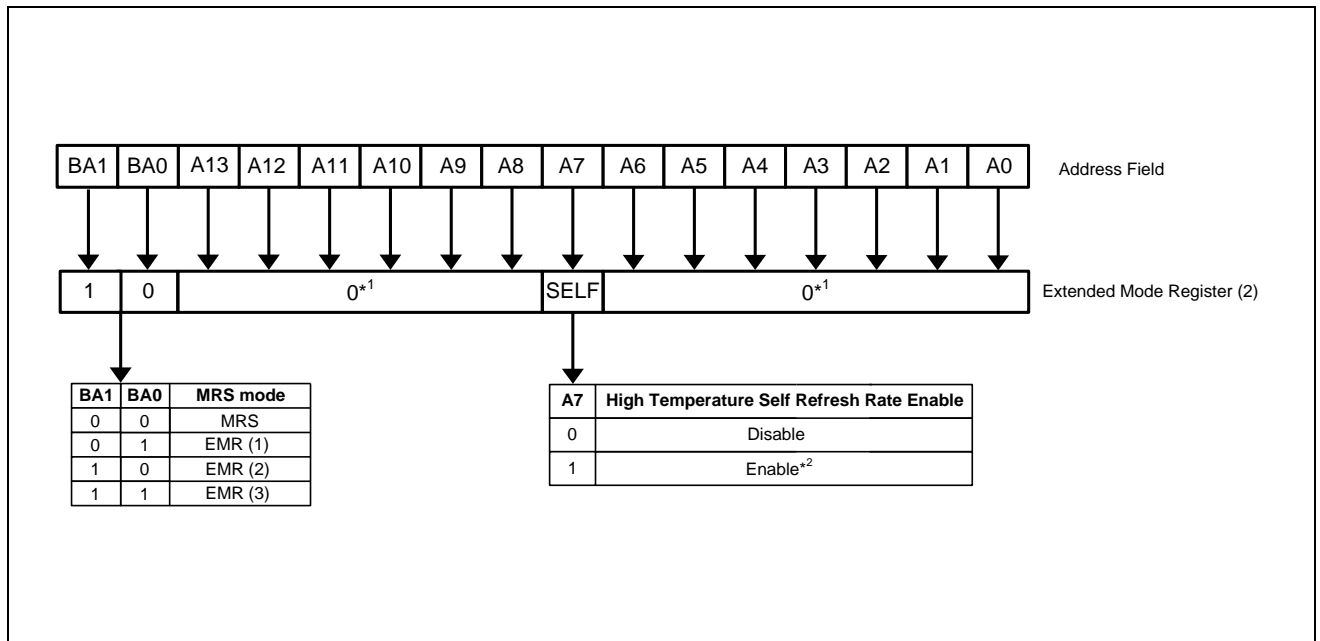 BA1 BA0 A13 A12 A11 A10 A9 A8 A7 A6 A5 A4 A3 A2 A1 A0 Address Field
1 0 0*1 SELF 0*1 Extended Mode Register (2)
BA1 BA0 MRS mode
0 0 MRS
0 1 EMR (1)
1 0 EMR (2)
1 1 EMR (3)
A7 High Temperature Self Refresh Rate Enable
0 Disable
1 Enable*2